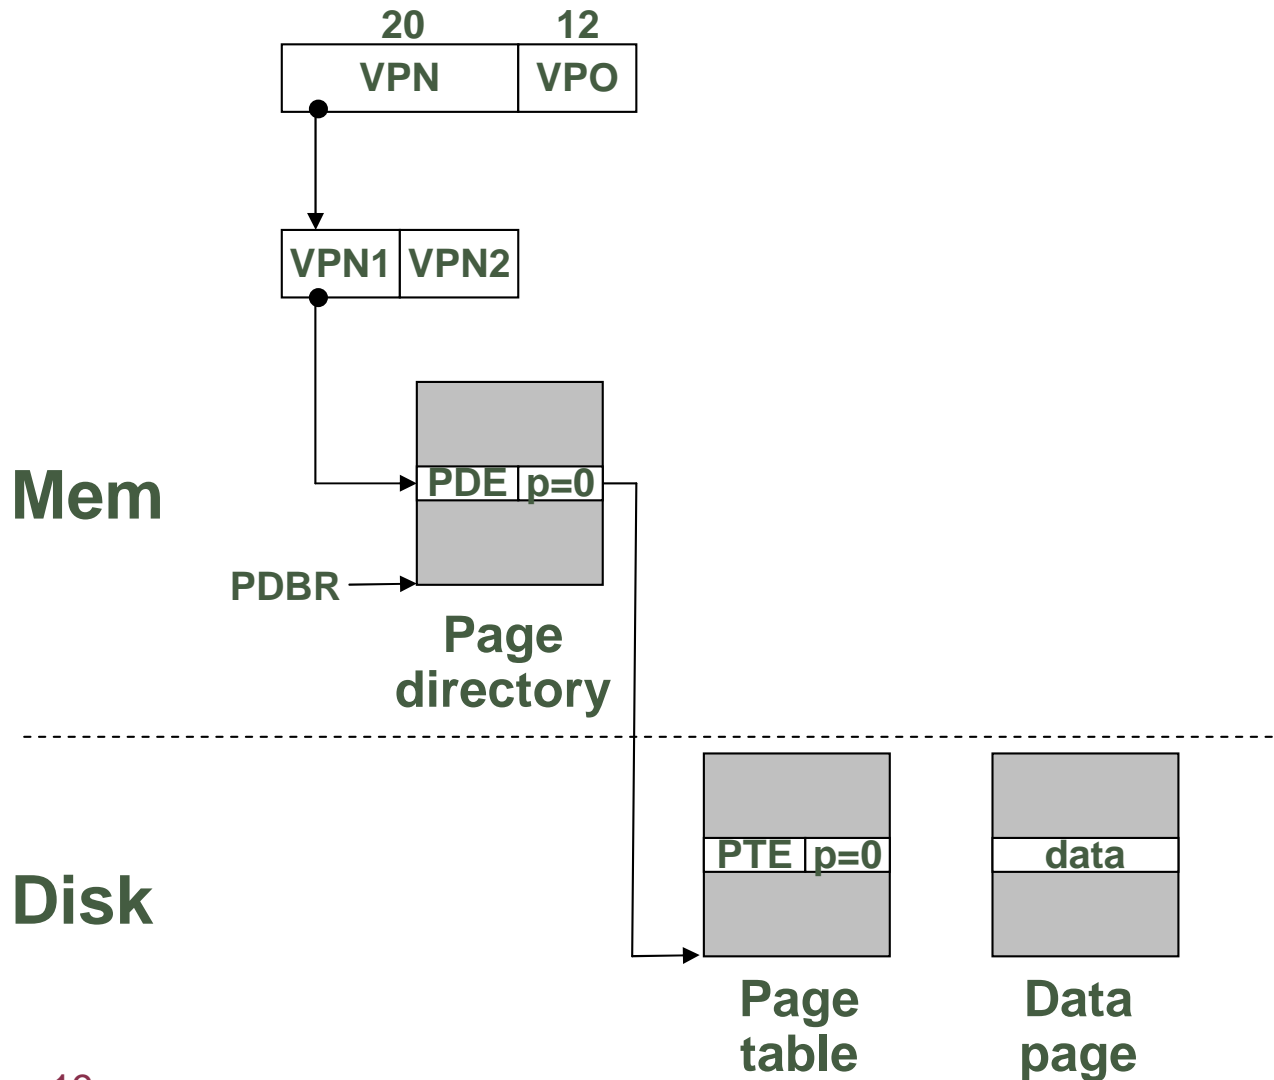 20 12
VPN VPO
VPN1 VPN2
Mem
PDE p=0
PDBR
Page
directory
Disk
PTE p=0 data
Page
table
Data
page